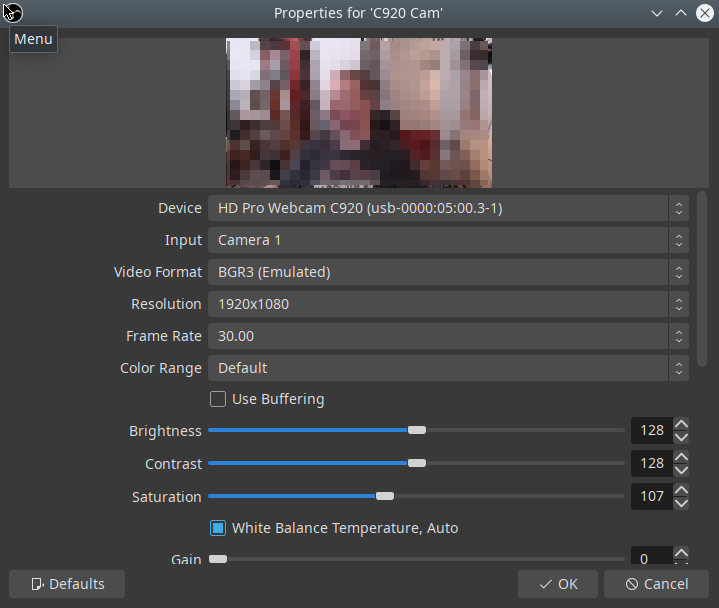 Properties for 'C920 Cam'
Menu
Device HD Pro Webcam C920 (usb-0000:05:00.3-1)
Input Camera 1
Video Format BGR3 (Emulated)
Resolution 1920x1080
Frame Rate 30.00
Color Range Default
Use Buffering
Brightness 128
Contrast 128
Saturation 107
White Balance Temperature, Auto
Gain 0
Defaults OK Cancel